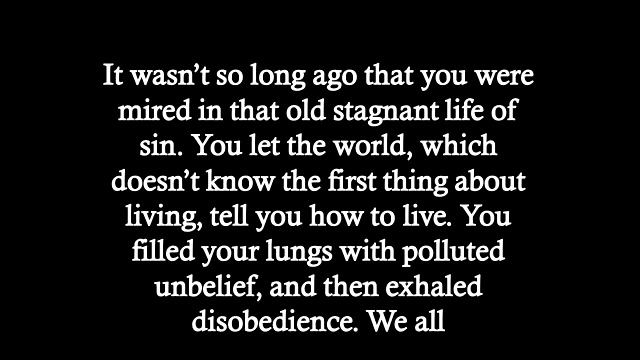 It wasn’t so long ago that you were
mired in that old stagnant life of
sin. You let the world, which
doesn’t know the first thing about
living, tell you how to live. You
filled your lungs with polluted
unbelief, and then exhaled
disobedience. We all